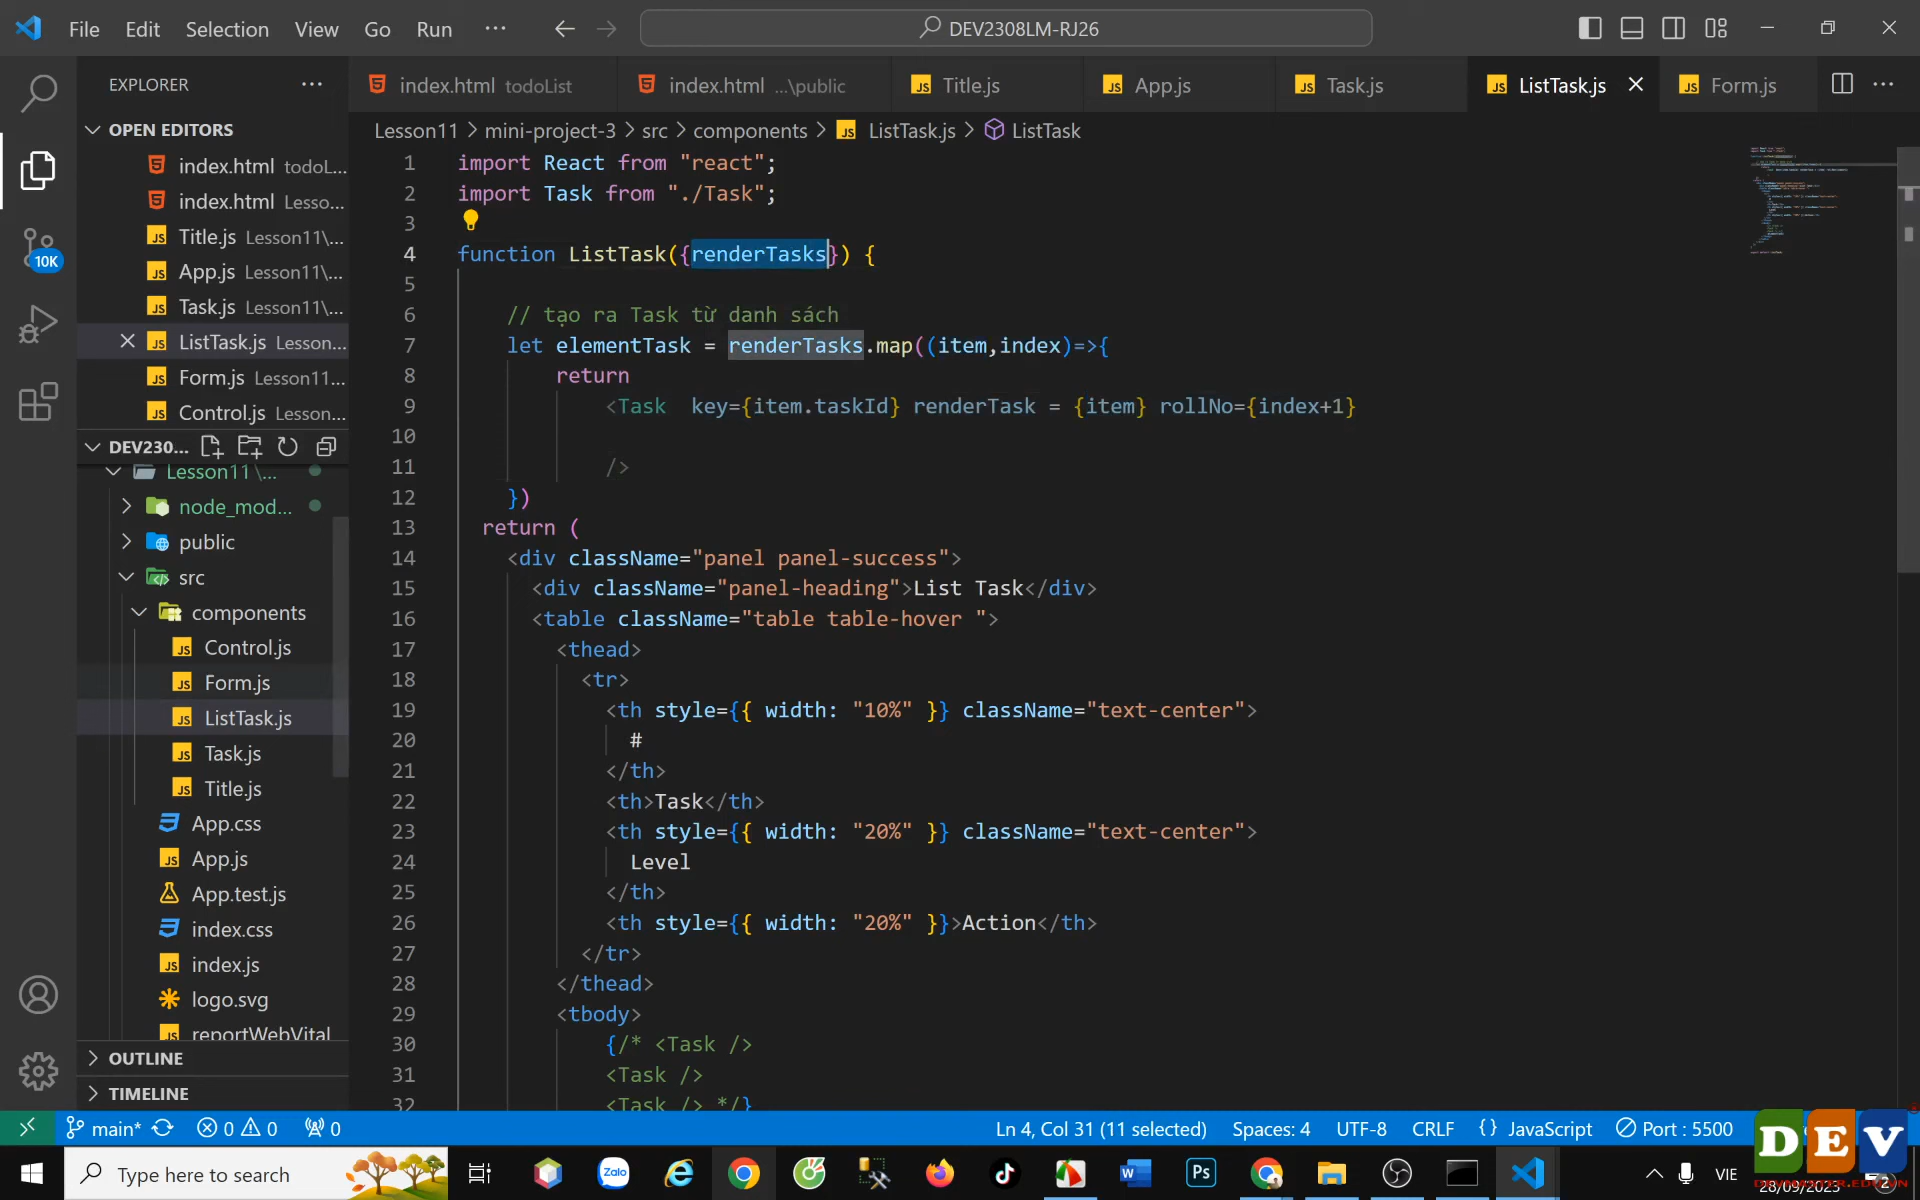 File Edit Selection View Go Run ··· DEV2308LM-RJ26
EXPLORER ···
OPEN EDITORS
index.html todoL...
index.html Lesso...
Title.js Lesson11\...
App.js Lesson11\...
Task.js Lesson11\...
ListTask.js Lesson...
Form.js Lesson11...
Control.js Lesson...
DEV230...
Lesson11 \...
node_mod...
public
src
components
Control.js
Form.js
ListTask.js
Task.js
Title.js
App.css
App.js
App.test.js
index.css
index.js
logo.svg
reportWebVital
OUTLINE
TIMELINE
10K
index.html todoList index.html ...\public Title.js App.js Task.js ListTask.js Form.js
Lesson11 > mini-project-3 > src > components > ListTask.js > ListTask
1 import React from "react";
2 import Task from "./Task";
3
4 function ListTask({renderTasks}) {
5
6 // tạo ra Task từ danh sách
7 let elementTask = renderTasks.map((item,index)=>{
8 return
9 <Task key={item.taskId} renderTask = {item} rollNo={index+1}
10
11 />
12 })
13 return (
14 <div className="panel panel-success">
15 <div className="panel-heading">List Task</div>
16 <table className="table table-hover ">
17 <thead>
18 <tr>
19 <th style={{ width: "10%" }} className="text-center">
20 #
21 </th>
22 <th>Task</th>
23 <th style={{ width: "20%" }} className="text-center">
24 Level
25 </th>
26 <th style={{ width: "20%" }}>Action</th>
27 </tr>
28 </thead>
29 <tbody>
30 {/* <Task />
31 <Task />
32 <Task /> */}
main* 0 0 0 Ln 4, Col 31 (11 selected) Spaces: 4 UTF-8 CRLF {} JavaScript Port : 5500
DEV
Type here to search Zalo Ps VIE
28/09/2023 2